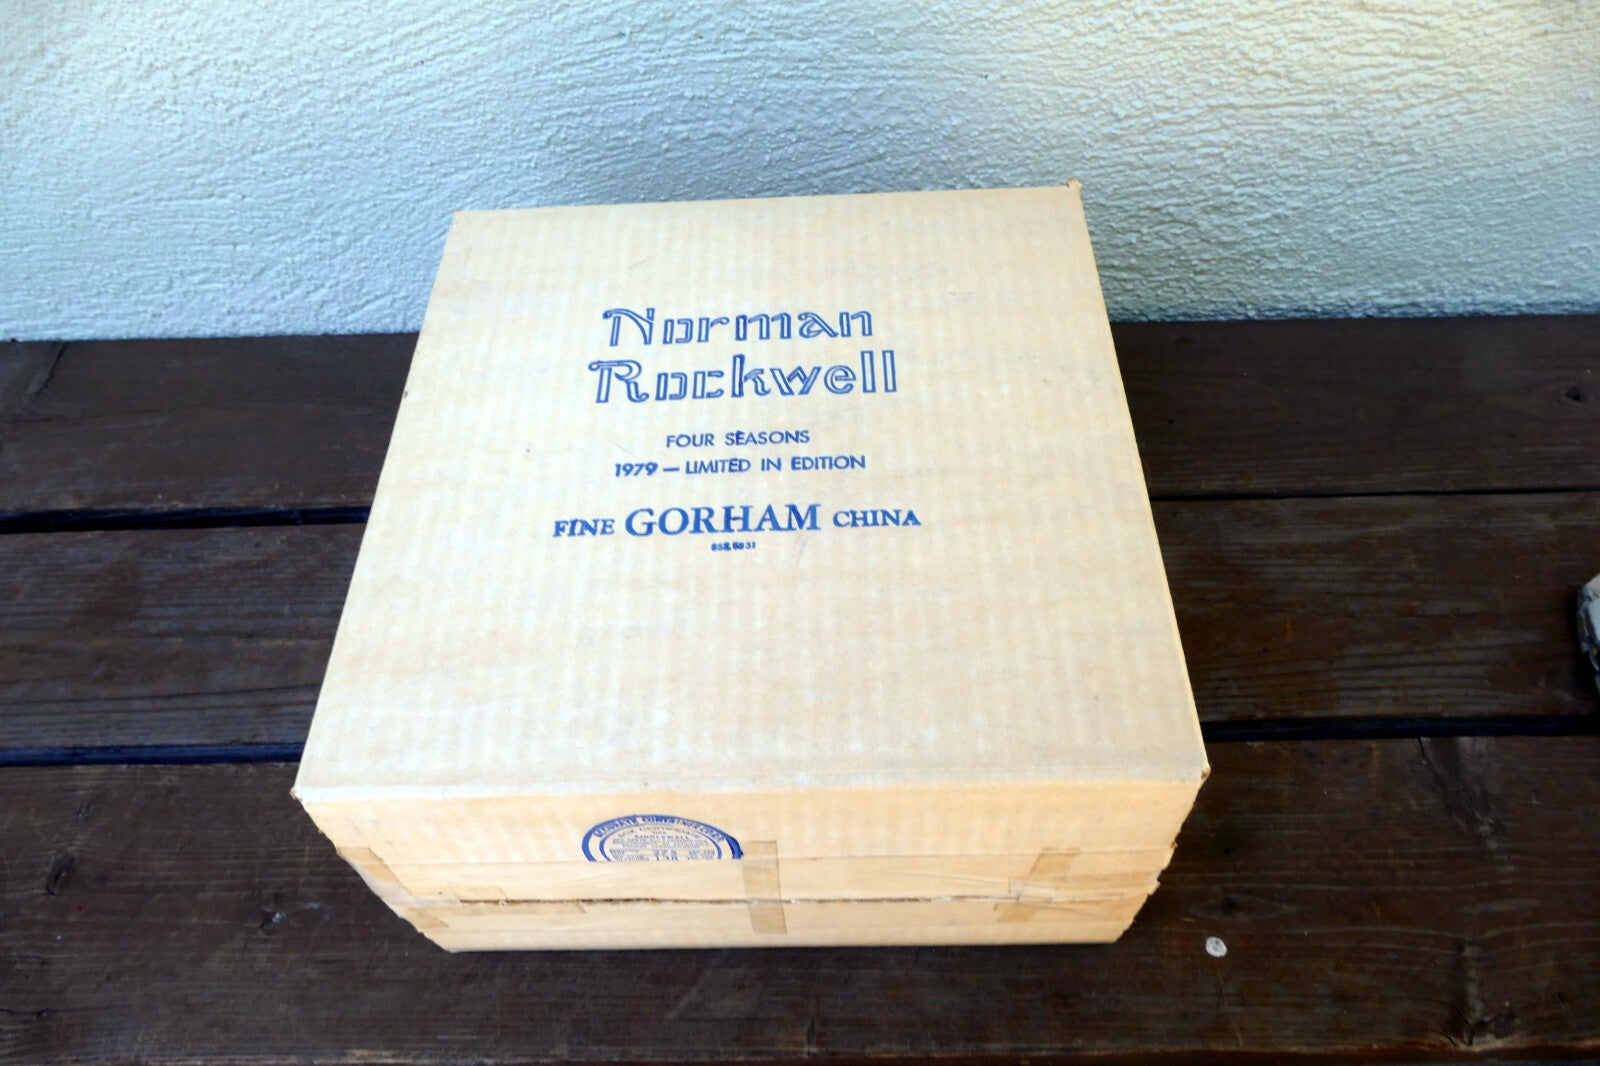 Norman
Rockwell
FOUR SEASONS
1979 — LIMITED IN EDITION
FINE GORHAM CHINA